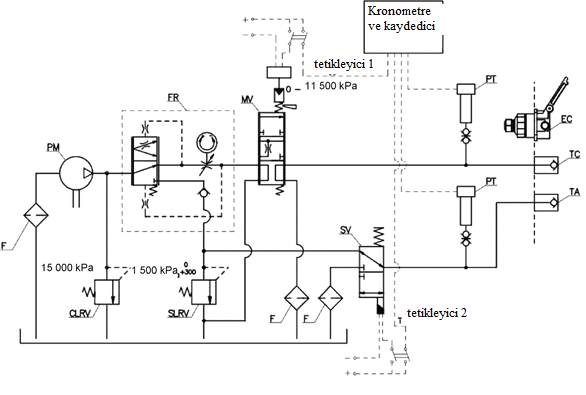 Kronometre
ve kaydedici
tetikleyici 1
0 – 11 500 kPa
FR
MV
PT
EC
PM
TC
PT
TA
F
SV
15 000 kPa
1 500 kPa, 0 +300
CLRV
SLRV
F
F
T
tetikleyici 2